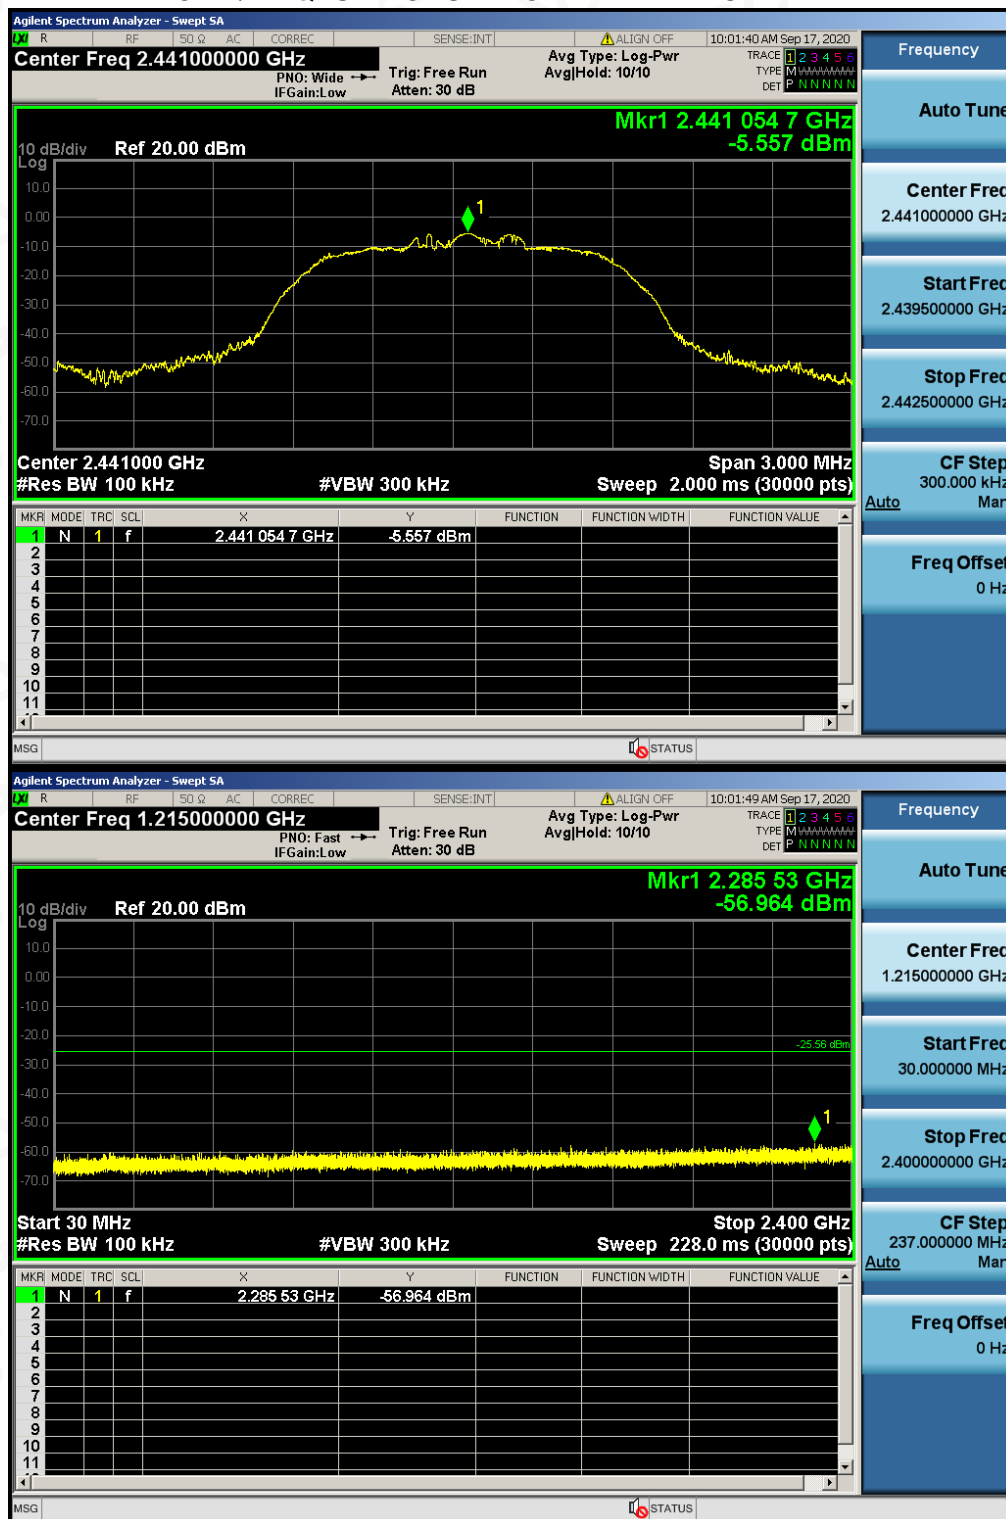 Agilent Spectrum Analyzer - Swept SA
LXI R RF 50 Ω AC CORREC SENSE:INT ALIGN OFF 10:01:40 AM Sep 17, 2020
Center Freq 2.441000000 GHz
PNO: Wide
IFGain:Low
Trig: Free Run
Atten: 30 dB
Avg Type: Log-Pwr
Avg|Hold: 10/10
TRACE 1 2 3 4 5 6
TYPE M
DET P N N N N N
Mkr1 2.441 054 7 GHz
-5.557 dBm
10 dB/div
Log
Ref 20.00 dBm
10.0
0.00
-10.0
-20.0
-30.0
-40.0
-50.0
-60.0
-70.0
1
Center 2.441000 GHz
Span 3.000 MHz
#Res BW 100 kHz
#VBW 300 kHz
Sweep 2.000 ms (30000 pts)
MKR MODE TRC SCL X Y FUNCTION FUNCTION WIDTH FUNCTION VALUE
1 N 1 f 2.441 054 7 GHz -5.557 dBm
2
3
4
5
6
7
8
9
10
11
MSG
STATUS
Frequency
Auto Tune
Center Freq
2.441000000 GHz
Start Freq
2.439500000 GHz
Stop Freq
2.442500000 GHz
CF Step
300.000 kHz
Auto Man
Freq Offset
0 Hz
Agilent Spectrum Analyzer - Swept SA
LXI R RF 50 Ω AC CORREC SENSE:INT ALIGN OFF 10:01:49 AM Sep 17, 2020
Center Freq 1.215000000 GHz
PNO: Fast
IFGain:Low
Trig: Free Run
Atten: 30 dB
Avg Type: Log-Pwr
Avg|Hold: 10/10
TRACE 1 2 3 4 5 6
TYPE M
DET P N N N N N
Mkr1 2.285 53 GHz
-56.964 dBm
10 dB/div
Log
Ref 20.00 dBm
10.0
0.00
-10.0
-20.0
-30.0
-40.0
-50.0
-60.0
-70.0
-25.56 dBm
1
Start 30 MHz
Stop 2.400 GHz
#Res BW 100 kHz
#VBW 300 kHz
Sweep 228.0 ms (30000 pts)
MKR MODE TRC SCL X Y FUNCTION FUNCTION WIDTH FUNCTION VALUE
1 N 1 f 2.285 53 GHz -56.964 dBm
2
3
4
5
6
7
8
9
10
11
MSG
STATUS
Frequency
Auto Tune
Center Freq
1.215000000 GHz
Start Freq
30.000000 MHz
Stop Freq
2.400000000 GHz
CF Step
237.000000 MHz
Auto Man
Freq Offset
0 Hz